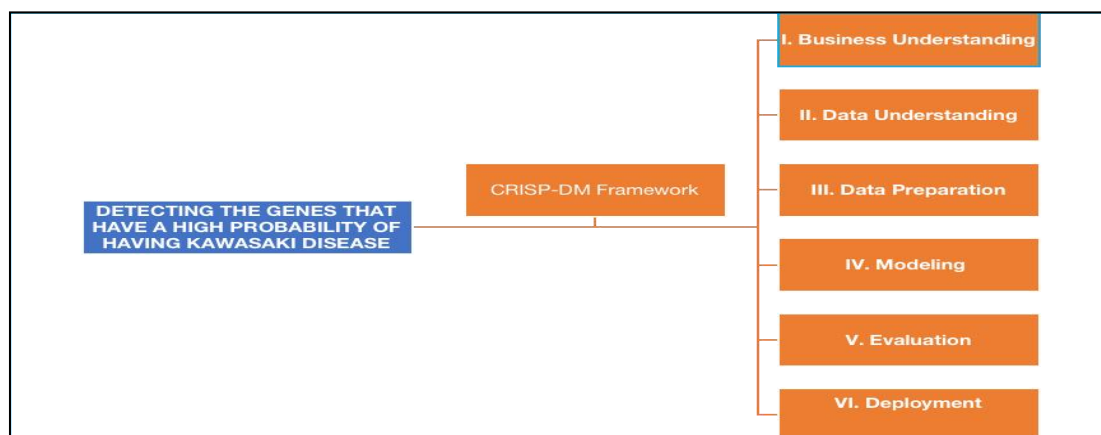 I. Business Understanding
II. Data Understanding
CRISP-DM Framework
III. Data Preparation
DETECTING THE GENES THAT
HAVE A HIGH PROBABILITY OF
HAVING KAWASAKI DISEASE
IV. Modeling
V. Evaluation
VI. Deployment